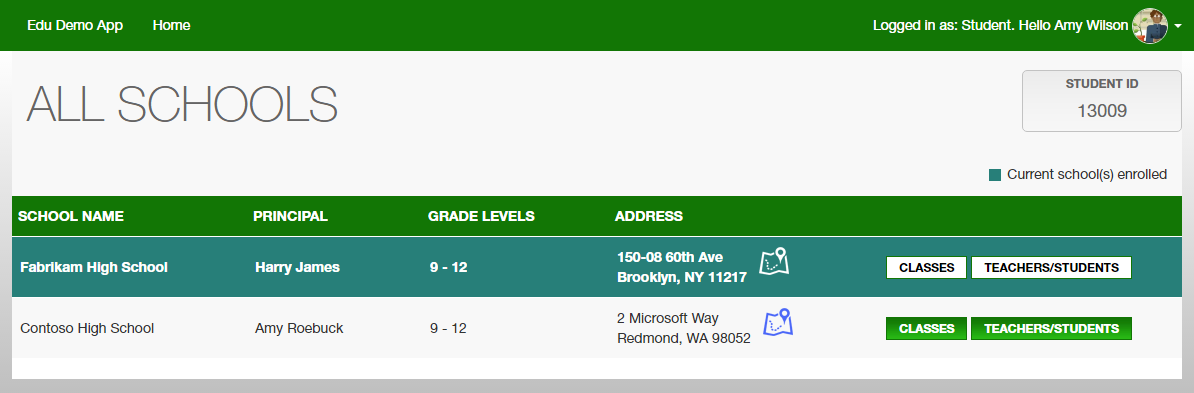 Edu Demo App Home Logged in as: Student. Hello Amy Wilson
ALL SCHOOLS
STUDENT ID
13009
Current school(s) enrolled
SCHOOL NAME PRINCIPAL GRADE LEVELS ADDRESS
Fabrikam High School Harry James 9 - 12 150-08 60th Ave CLASSES TEACHERS/STUDENTS
Brooklyn, NY 11217
Contoso High School Amy Roebuck 9 - 12 2 Microsoft Way CLASSES TEACHERS/STUDENTS
Redmond, WA 98052